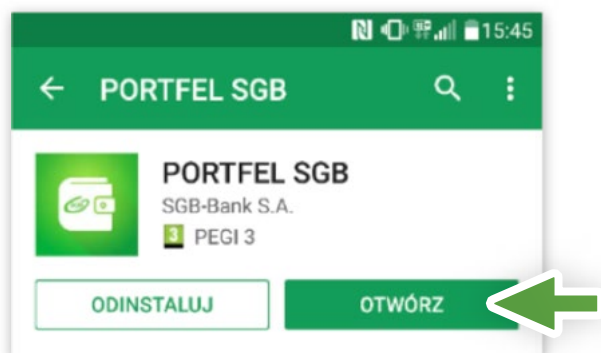 15:45
PORTFEL SGB
PORTFEL SGB
SGB-Bank S.A.
3 PEGI 3
ODINSTALUJ
OTWÓRZ